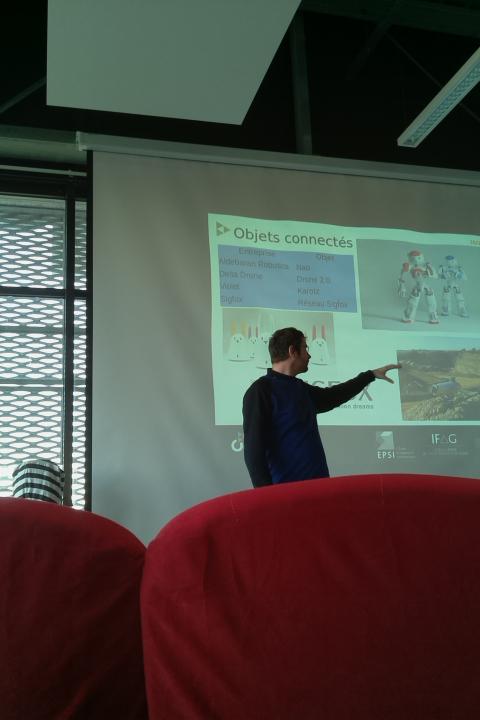 Objets connectés
Entreprise Objet
Aldebaran Robotics Nao
Delta Drone Drone 2.0
Violet Karotz
Sigfox Réseau Sigfox
EPSI
IFAG